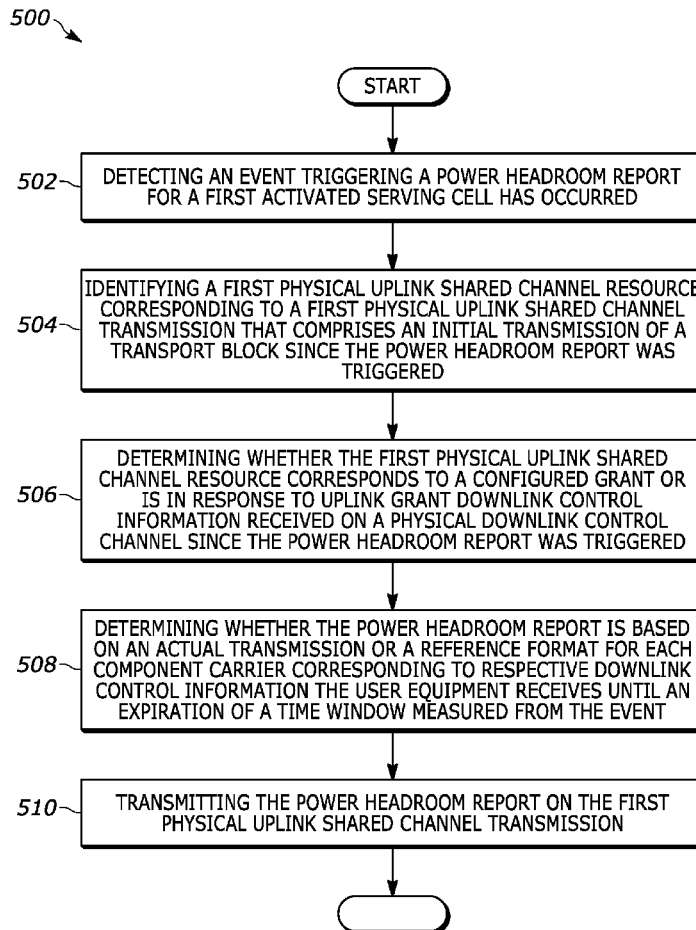 500
START
502
DETECTING AN EVENT TRIGGERING A POWER HEADROOM REPORT
FOR A FIRST ACTIVATED SERVING CELL HAS OCCURRED
504
IDENTIFYING A FIRST PHYSICAL UPLINK SHARED CHANNEL RESOURCE
CORRESPONDING TO A FIRST PHYSICAL UPLINK SHARED CHANNEL
TRANSMISSION THAT COMPRISES AN INITIAL TRANSMISSION OF A
TRANSPORT BLOCK SINCE THE POWER HEADROOM REPORT WAS
TRIGGERED
506
DETERMINING WHETHER THE FIRST PHYSICAL UPLINK SHARED
CHANNEL RESOURCE CORRESPONDS TO A CONFIGURED GRANT OR
IS IN RESPONSE TO UPLINK GRANT DOWNLINK CONTROL
INFORMATION RECEIVED ON A PHYSICAL DOWNLINK CONTROL
CHANNEL SINCE THE POWER HEADROOM REPORT WAS TRIGGERED
508
DETERMINING WHETHER THE POWER HEADROOM REPORT IS BASED
ON AN ACTUAL TRANSMISSION OR A REFERENCE FORMAT FOR EACH
COMPONENT CARRIER CORRESPONDING TO RESPECTIVE DOWNLINK
CONTROL INFORMATION THE USER EQUIPMENT RECEIVES UNTIL AN
EXPIRATION OF A TIME WINDOW MEASURED FROM THE EVENT
510
TRANSMITTING THE POWER HEADROOM REPORT ON THE FIRST
PHYSICAL UPLINK SHARED CHANNEL TRANSMISSION